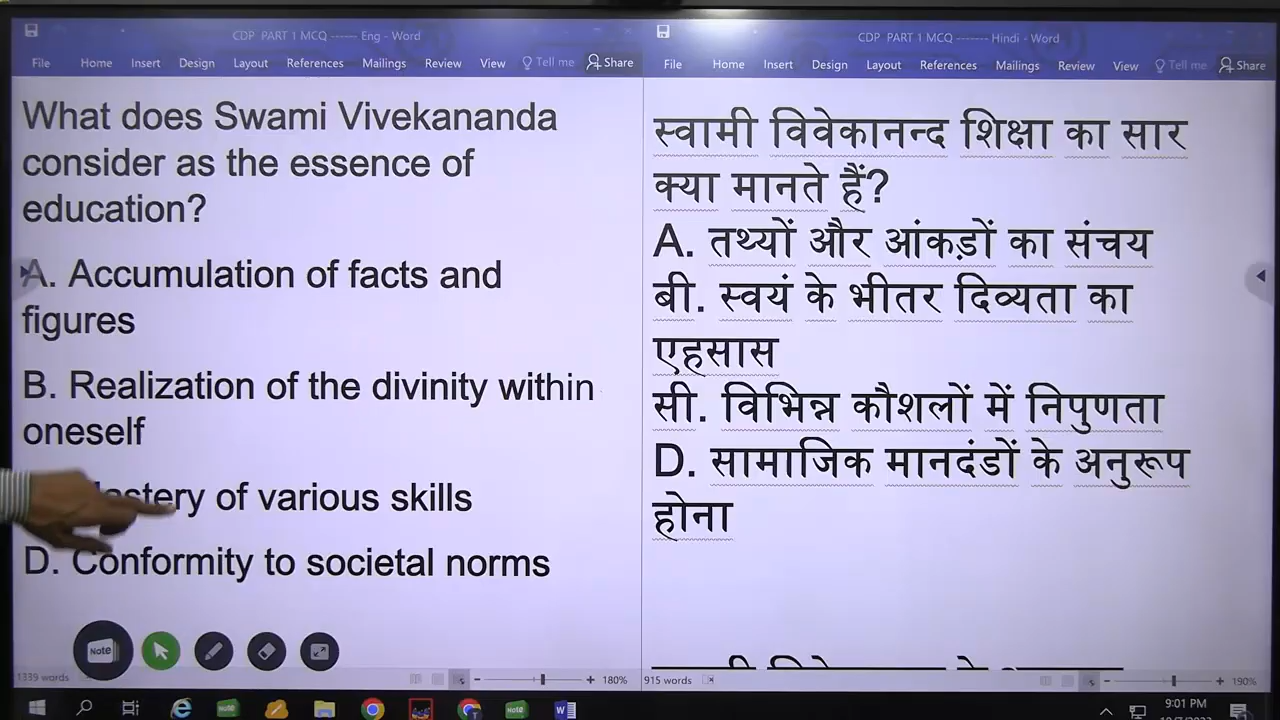 CDP PART 1 MCQ ------ Eng - Word
File Home Insert Design Layout References Mailings Review View Tell me Share
What does Swami Vivekananda
consider as the essence of
education?
A. Accumulation of facts and
figures
B. Realization of the divinity within
oneself
Mastery of various skills
D. Conformity to societal norms
Note
1339 words
180%
CDP PART 1 MCQ ------- Hindi - Word
File Home Insert Design Layout References Mailings Review View Tell me Share
स्वामी विवेकानन्द शिक्षा का सार
क्या मानते हैं?
A. तथ्यों और आंकड़ों का संचय
बी. स्वयं के भीतर दिव्यता का
एहसास
सी. विभिन्न कौशलों में निपुणता
D. सामाजिक मानदंडों के अनुरूप
होना
915 words
190%
Note Note
9:01 PM